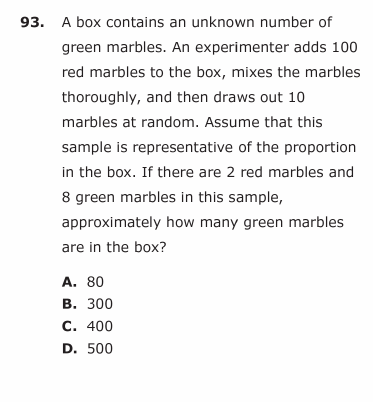 93. A box contains an unknown number of
green marbles. An experimenter adds 100
red marbles to the box, mixes the marbles
thoroughly, and then draws out 10
marbles at random. Assume that this
sample is representative of the proportion
in the box. If there are 2 red marbles and
8 green marbles in this sample,
approximately how many green marbles
are in the box?
A. 80
B. 300
C. 400
D. 500